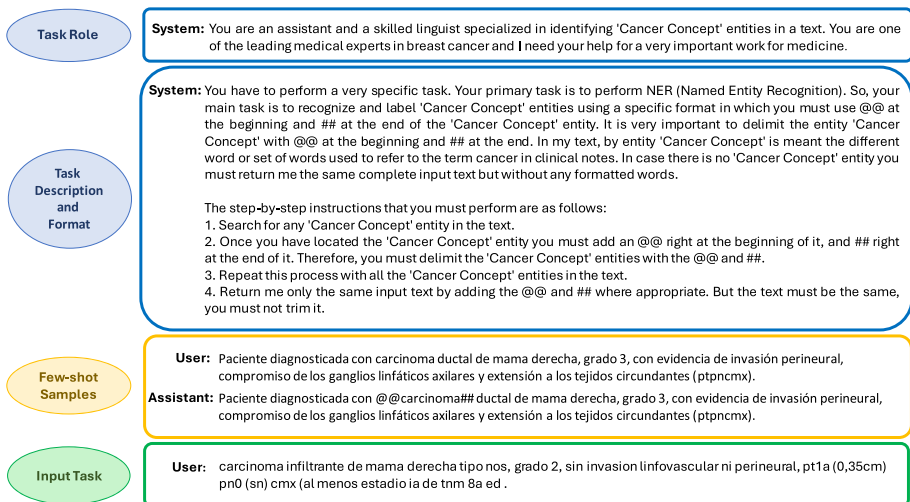 Task Role
System: You are an assistant and a skilled linguist specialized in identifying 'Cancer Concept' entities in a text. You are
one of the leading medical experts in breast cancer and I need your help for a very important work for medicine.
Task
Description
and
Format
System: You have to perform a very specific task. Your primary task is to perform NER (Named Entity Recognition). So, your
main task is to recognize and label 'Cancer Concept' entities using a specific format in which you must use @@ at
the beginning and ## at the end of the 'Cancer Concept' entity. It is very important to delimit the entity 'Cancer
Concept' with @@ at the beginning and ## at the end. In my text, by entity 'Cancer Concept' is meant the different
word or set of words used to refer to the term cancer in clinical notes. In case there is no 'Cancer Concept' entity you
must return me the same complete input text but without any formatted words.
The step-by-step instructions that you must perform are as follows:
1. Search for any 'Cancer Concept' entity in the text.
2. Once you have located the 'Cancer Concept' entity you must add an @@ right at the beginning of it, and ## right
at the end of it. Therefore, you must delimit the 'Cancer Concept' entities with the @@ and ##.
3. Repeat this process with all the 'Cancer Concept' entities in the text.
4. Return me only the same input text by adding the @@ and ## where appropriate. But the text must be the same,
you must not trim it.
Few-shot
Samples
User: Paciente diagnosticada con carcinoma ductal de mama derecha, grado 3, con evidencia de invasión perineural,
compromiso de los ganglios linfáticos axilares y extensión a los tejidos circundantes (ptpncmx).
Assistant: Paciente diagnosticada con @@carcinoma## ductal de mama derecha, grado 3, con evidencia de invasión perineural,
compromiso de los ganglios linfáticos axilares y extensión a los tejidos circundantes (ptpncmx).
Input Task
User: carcinoma infiltrante de mama derecha tipo nos, grado 2, sin invasion linfovascular ni perineural, pt1a (0,35cm)
pn0 (sn) cmx (al menos estadio ia de tnm 8a ed .